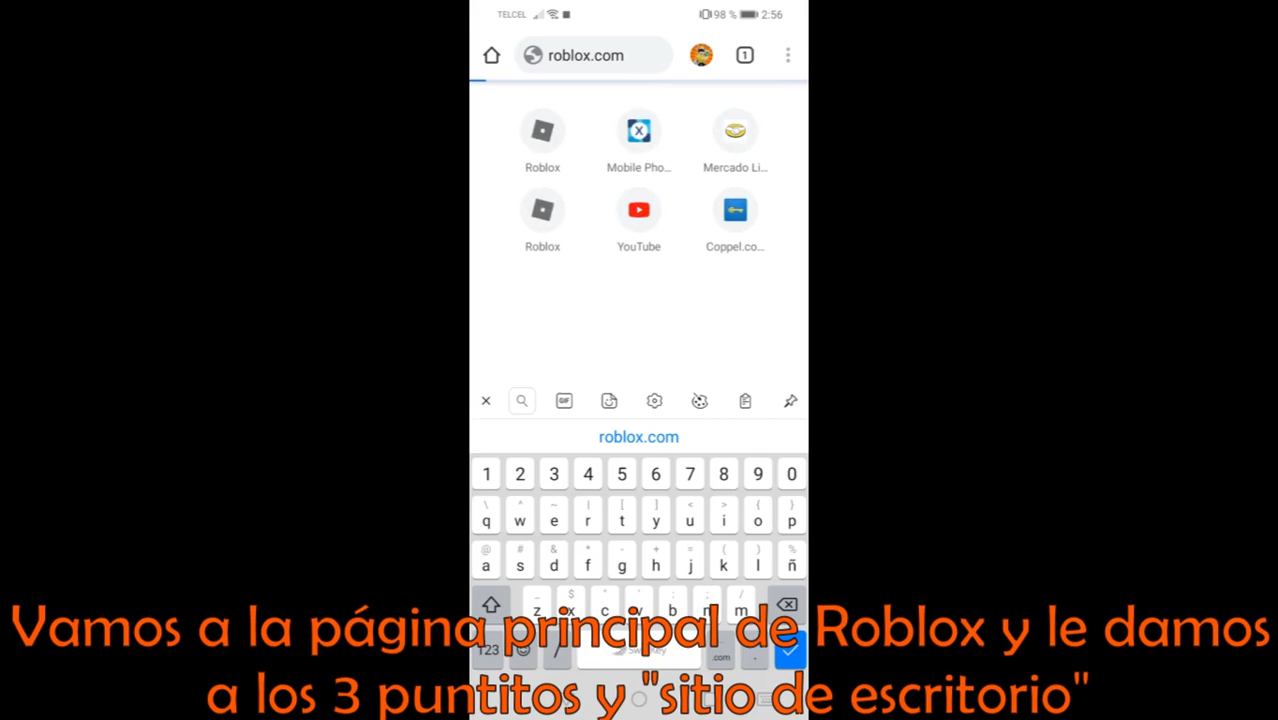 TELCEL 98 % 2:56
roblox.com 1
Roblox Mobile Pho... Mercado Li...
Roblox YouTube Coppel.co...
GIF
roblox.com
1 2 3 4 5 6 7 8 9 0
\ ^ ~ | [ ] < > { }
q w e r t y u i o p
@ # & * - + = ( ) %
a s d f g h j k l ñ
_ $ " ' : ; /
z x c v b n m
Vamos a la página principal de Roblox y le damos
123 / .com .
a los 3 puntitos y "sitio de escritorio"